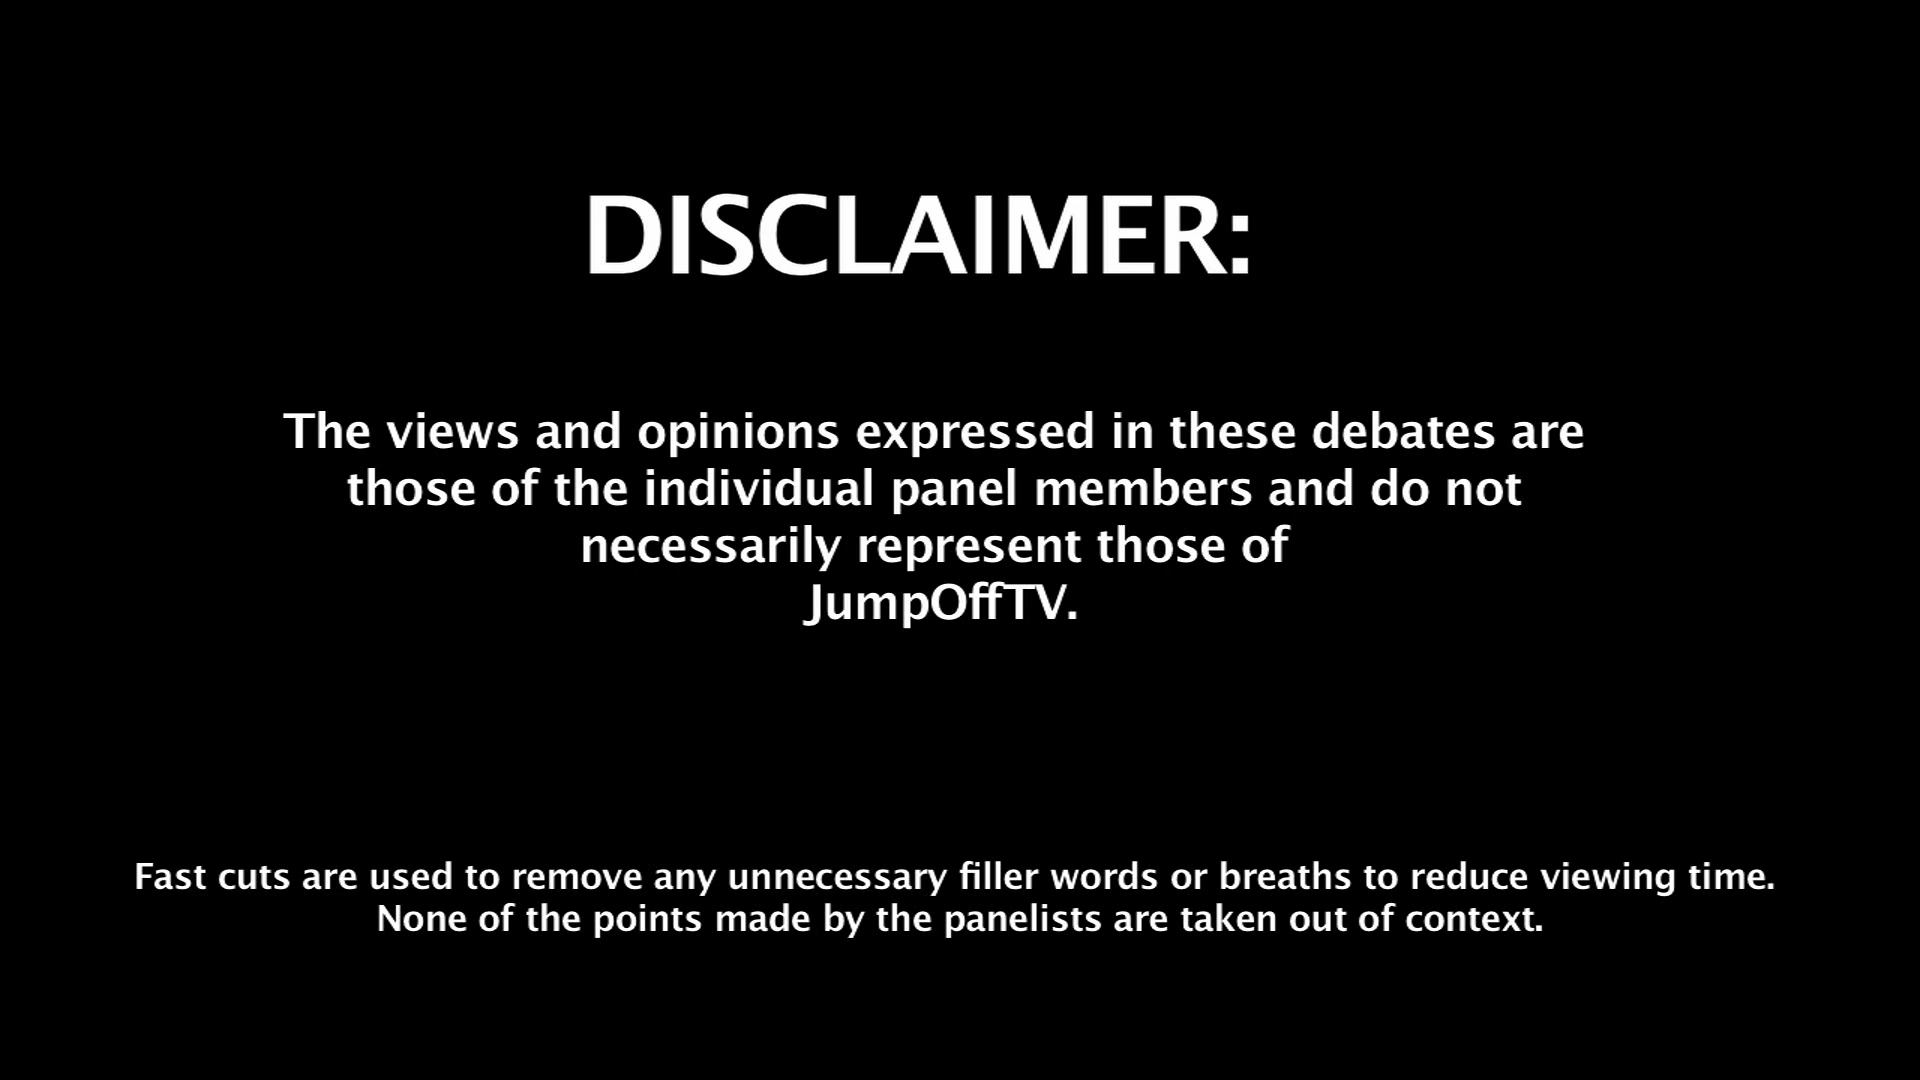 DISCLAIMER:
The views and opinions expressed in these debates are
those of the individual panel members and do not
necessarily represent those of
JumpOffTV.
Fast cuts are used to remove any unnecessary filler words or breaths to reduce viewing time.
None of the points made by the panelists are taken out of context.